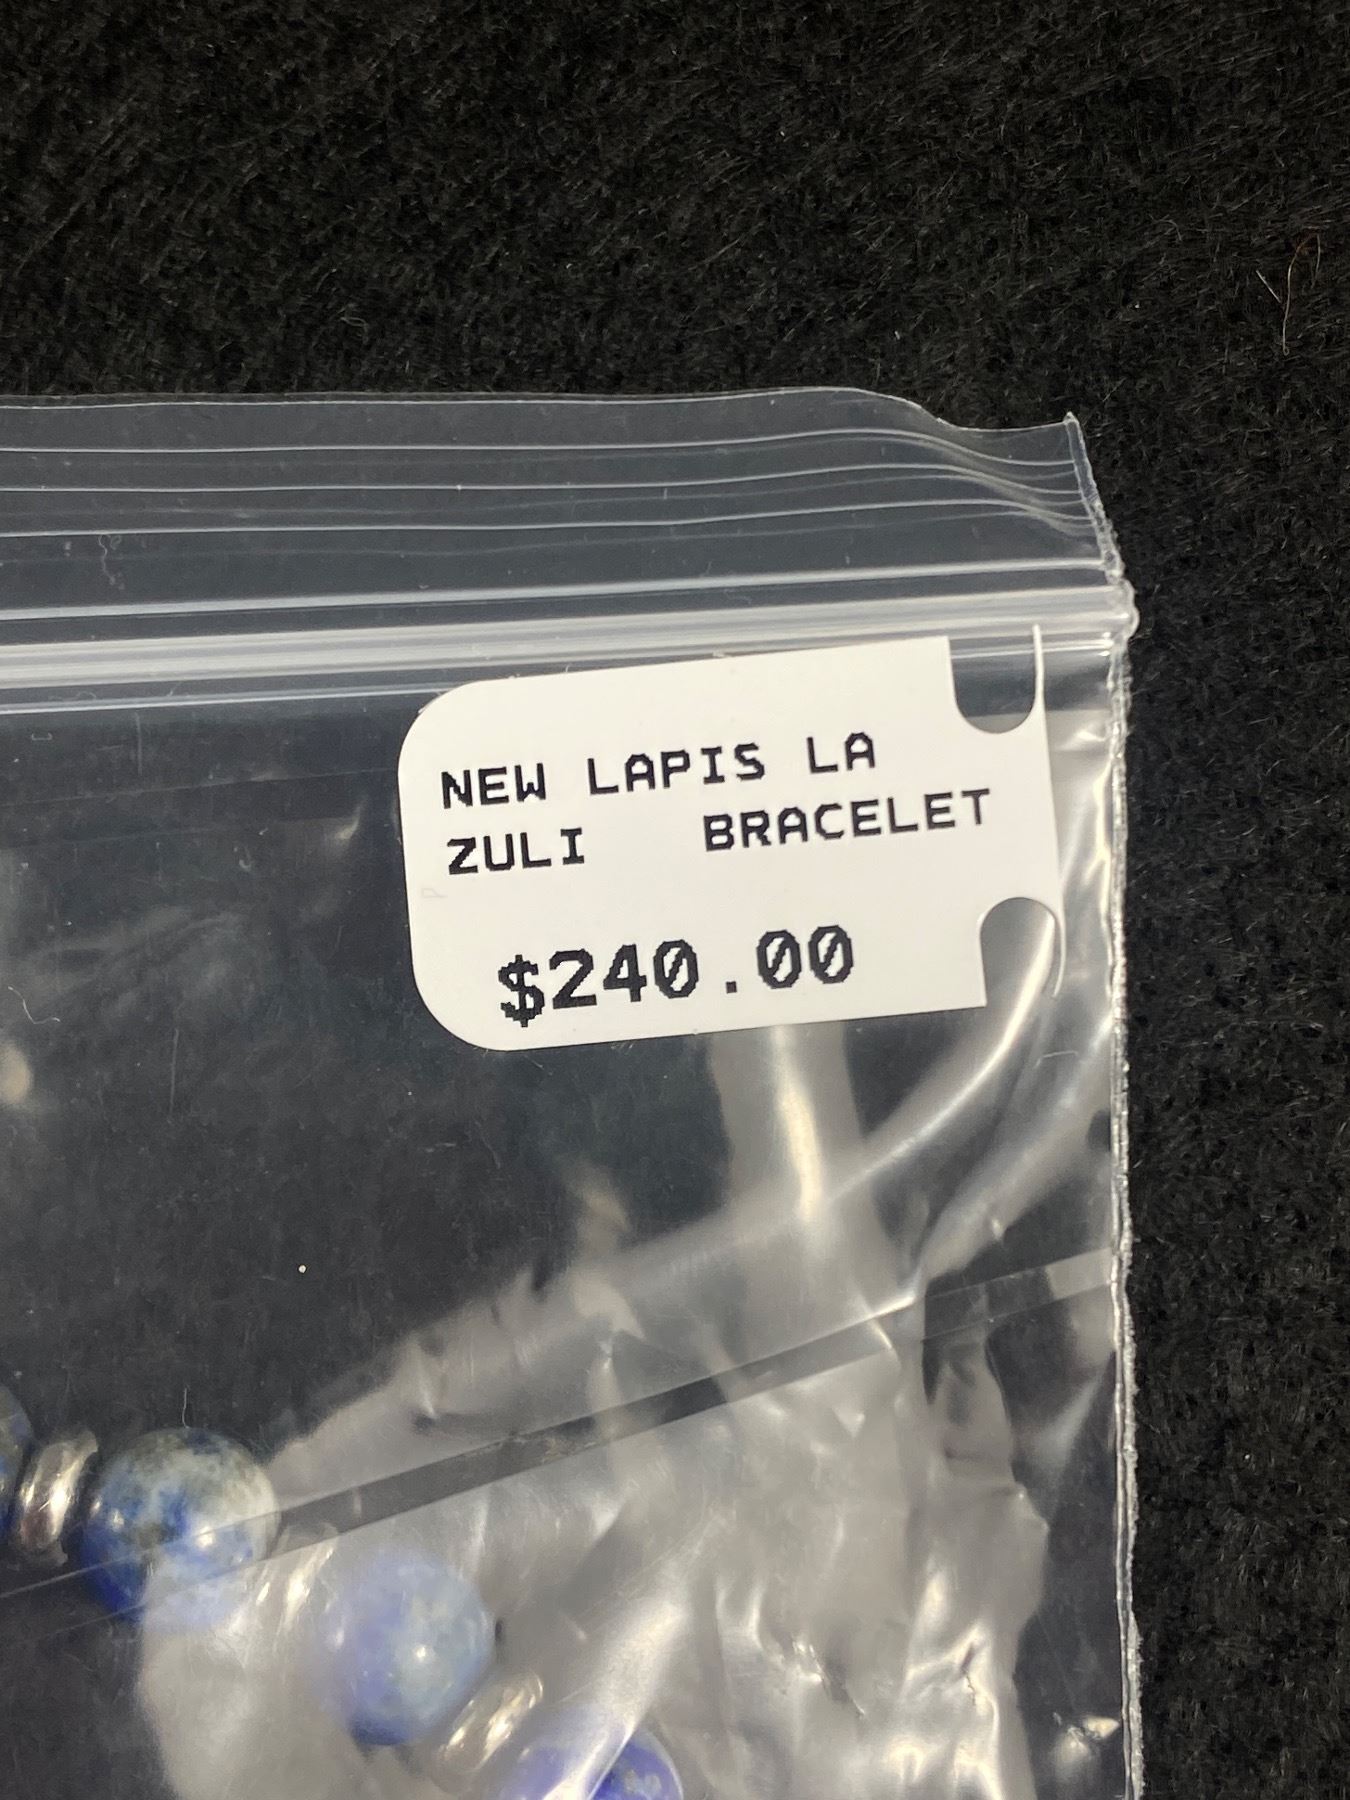 NEW LAPIS LA
ZULI BRACELET
$240.00